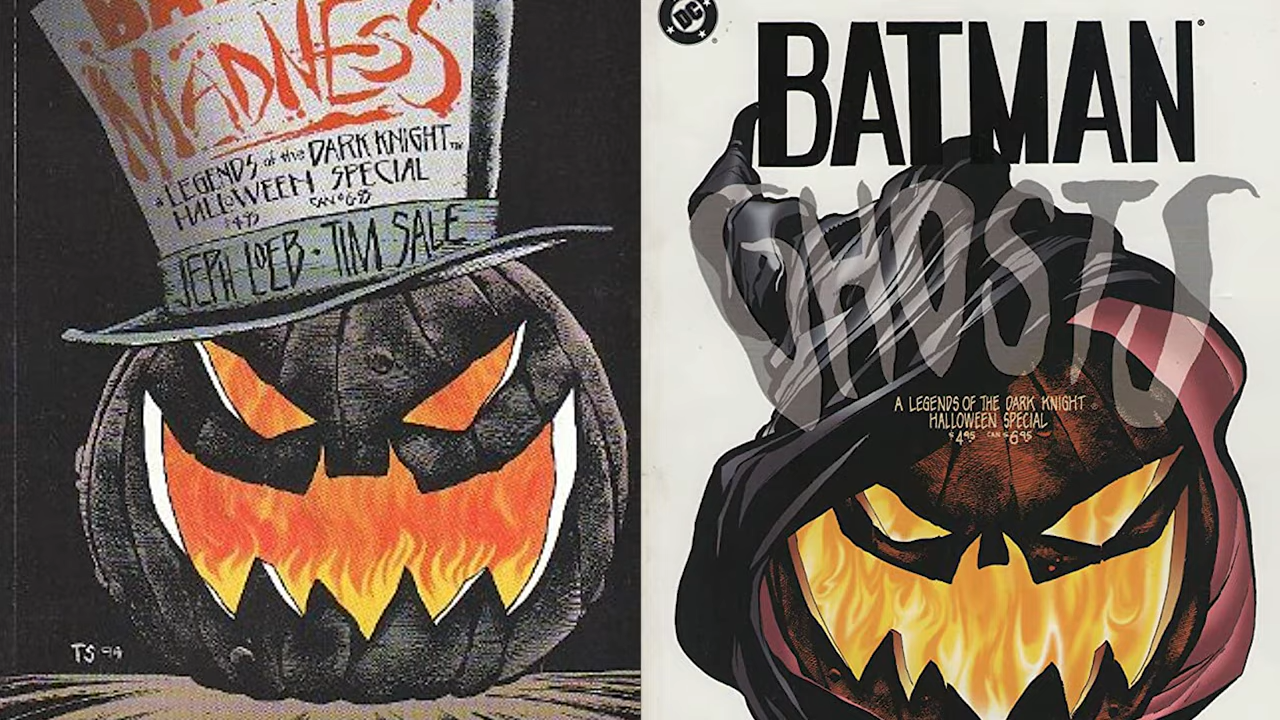 MADNESS
A LEGENDS of the DARK KNIGHT™
HALLOWEEN SPECIAL
$4.95 CAN $6.95
JEPH LOEB · TIM SALE
TS 94
DC
BATMAN
GHOSTS
A LEGENDS OF THE DARK KNIGHT
HALLOWEEN SPECIAL
$4.95 CAN $6.95